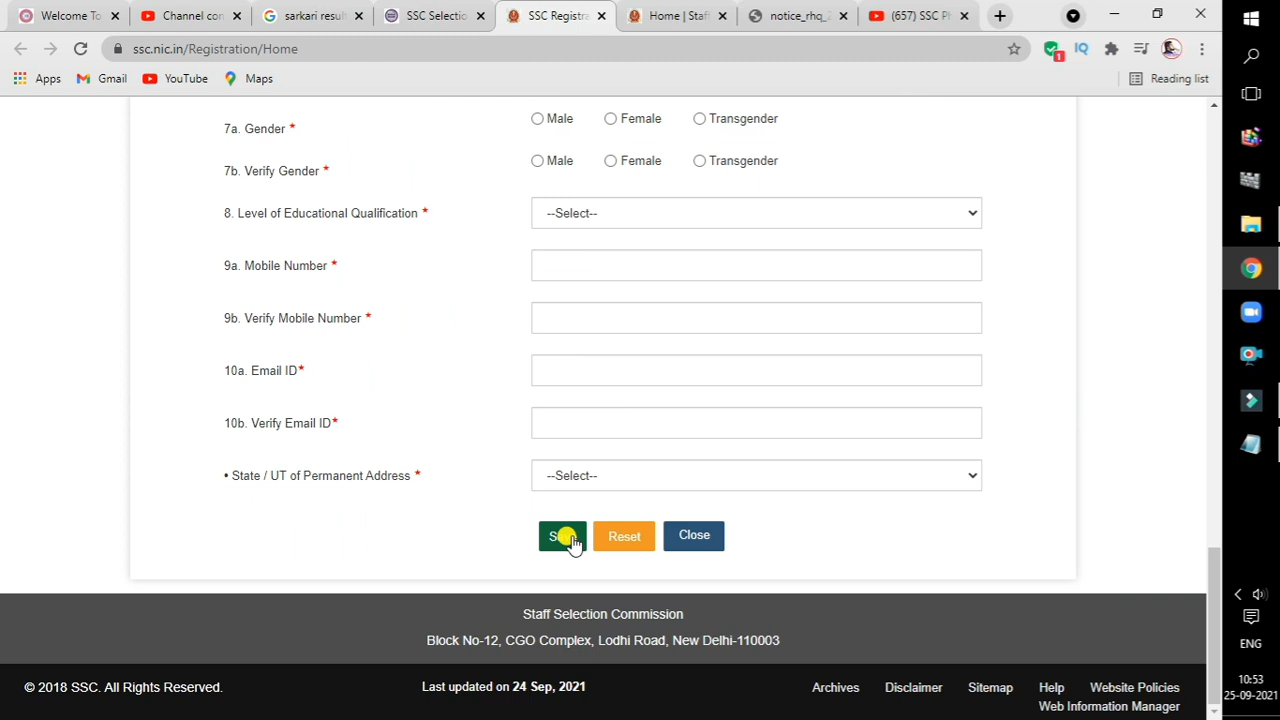 Welcome To
Channel con
sarkari resul
SSC Selectio
SSC Registra
Home | Staf
notice_rhq_
(657) SSC P
ssc.nic.in/Registration/Home
1
IQ
Apps
Gmail
YouTube
Maps
Reading list
7a. Gender *
Male Female Transgender
7b. Verify Gender *
Male Female Transgender
8. Level of Educational Qualification *
--Select--
9a. Mobile Number *
9b. Verify Mobile Number *
10a. Email ID*
10b. Verify Email ID*
• State / UT of Permanent Address *
--Select--
Reset
Close
Staff Selection Commission
Block No-12, CGO Complex, Lodhi Road, New Delhi-110003
© 2018 SSC. All Rights Reserved.
Last updated on 24 Sep, 2021
Archives Disclaimer Sitemap Help Website Policies
Web Information Manager
ENG
10:53
25-09-2021